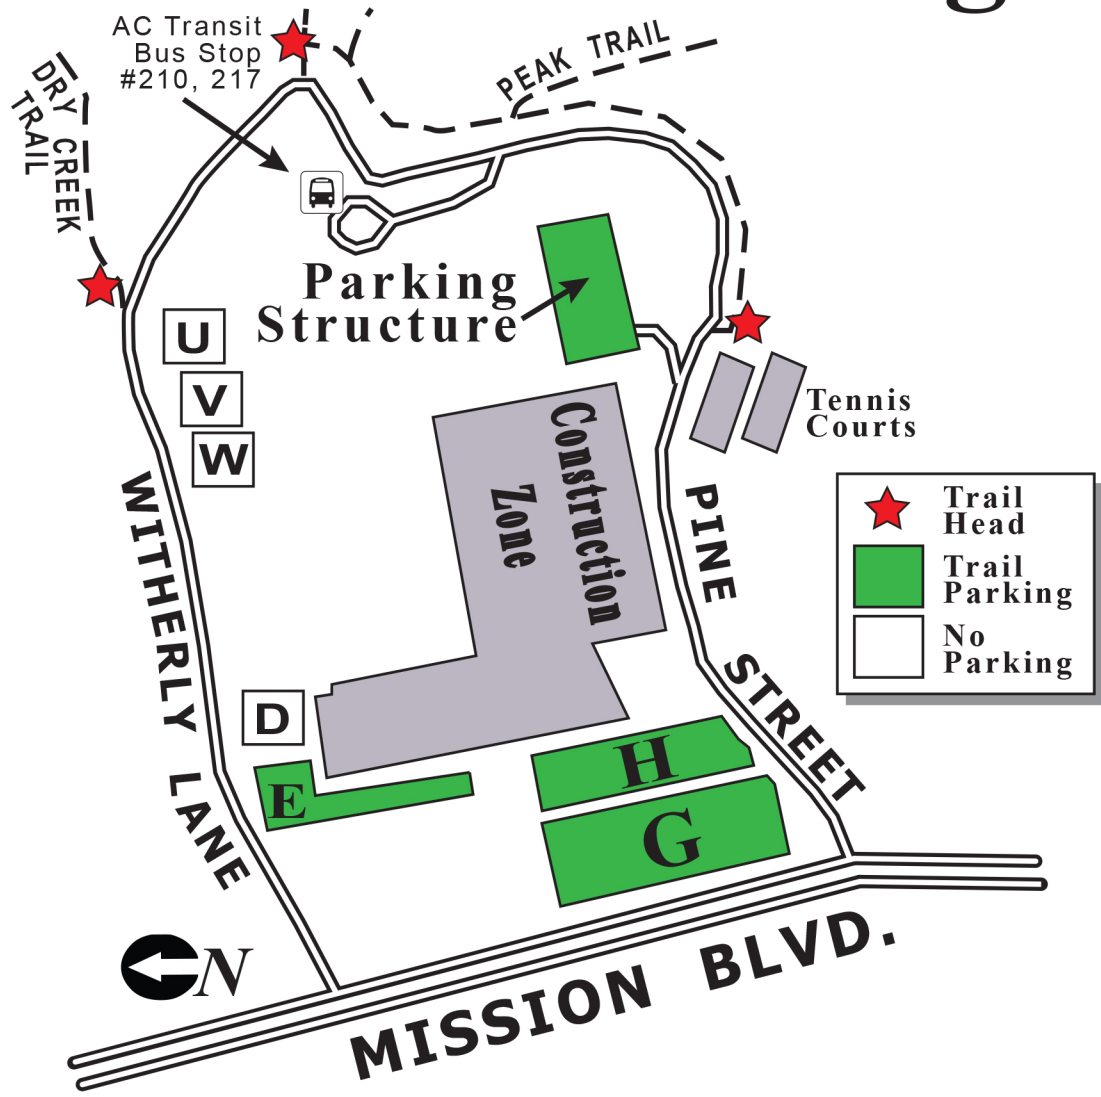 AC Transit
Bus Stop
#210, 217
PEAK TRAIL
DRY CREEK
TRAIL
Parking
Structure
U
V
W
Tennis
Courts
Construction
Zone
WITHERLY LANE
PINE STREET
Trail
Head
Trail
Parking
No
Parking
D
E
H
G
N
MISSION BLVD.